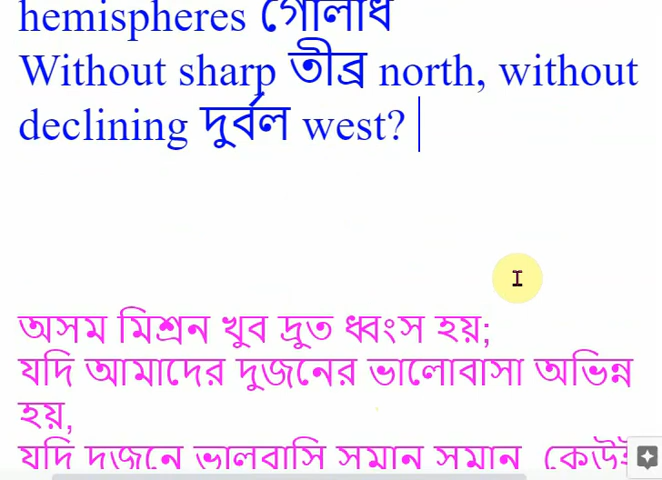 hemispheres গোলার্ধ
Without sharp তীব্র north, without
declining দুর্বল west?
অসম মিশ্রন খুব দ্রুত ধ্বংস হয়;
যদি আমাদের দুজনের ভালোবাসা অভিন্ন
হয়,
যদি দুজনে ভালবাসি সমান সমান কেউই